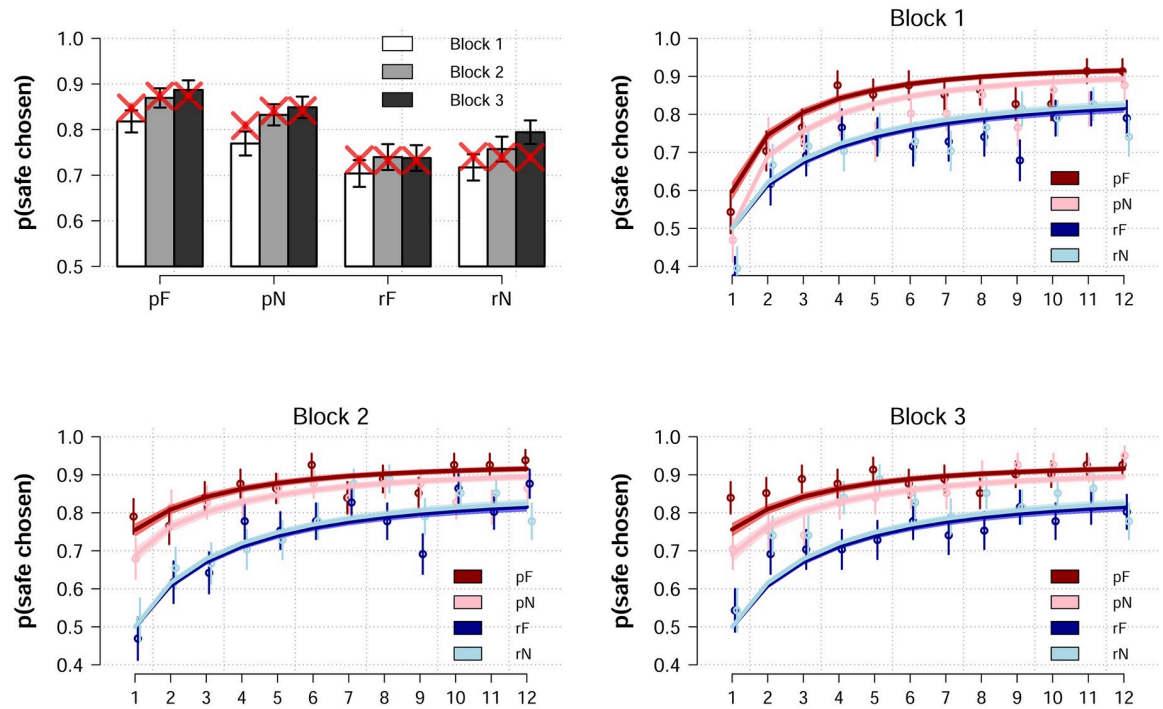 p(safe chosen)
1.0
0.9
0.8
0.7
0.6
0.5
Block 1
Block 2
Block 3
pF pN rF rN
Block 1
p(safe chosen)
1.0
0.9
0.8
0.7
0.6
0.5
0.4
pF
pN
rF
rN
1 2 3 4 5 6 7 8 9 10 11 12
Block 2
p(safe chosen)
1.0
0.9
0.8
0.7
0.6
0.5
0.4
pF
pN
rF
rN
1 2 3 4 5 6 7 8 9 10 11 12
Block 3
p(safe chosen)
1.0
0.9
0.8
0.7
0.6
0.5
0.4
pF
pN
rF
rN
1 2 3 4 5 6 7 8 9 10 11 12